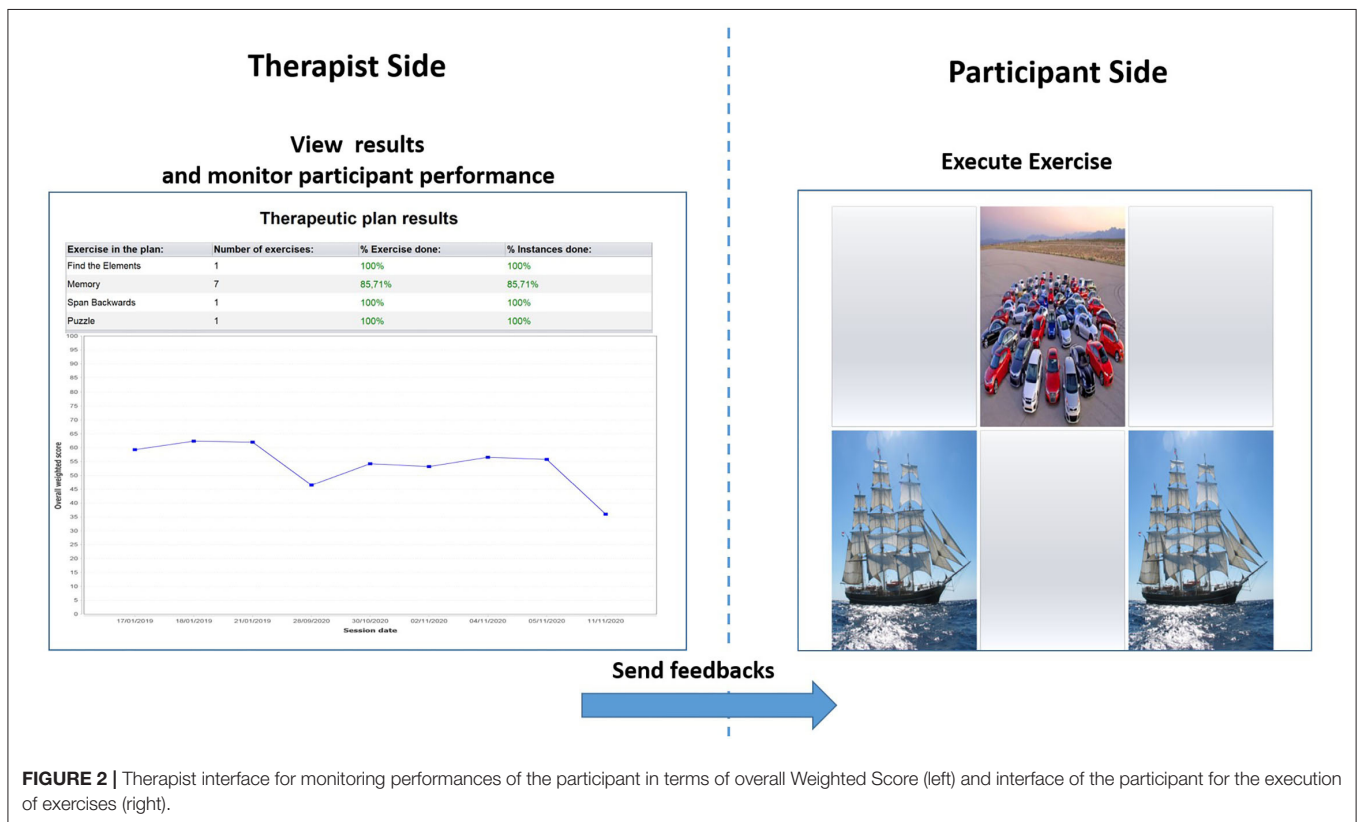 Therapist Side
Participant Side
View results
and monitor participant performance
Execute Exercise
Therapeutic plan results
Exercise in the plan: Number of exercises: % Exercise done: % Instances done:
Find the Elements 1 100% 100%
Memory 7 85,71% 85,71%
Span Backwards 1 100% 100%
Puzzle 1 100% 100%
100
95
90
85
80
75
70
65
60
55
50
45
40
35
30
25
20
15
10
5
0
Overall weighted score
17/01/2019 18/01/2019 21/01/2019 28/09/2020 30/10/2020 02/11/2020 04/11/2020 05/11/2020 11/11/2020
Session date
Send feedbacks
FIGURE 2 | Therapist interface for monitoring performances of the participant in terms of overall Weighted Score (left) and interface of the participant for the execution
of exercises (right).